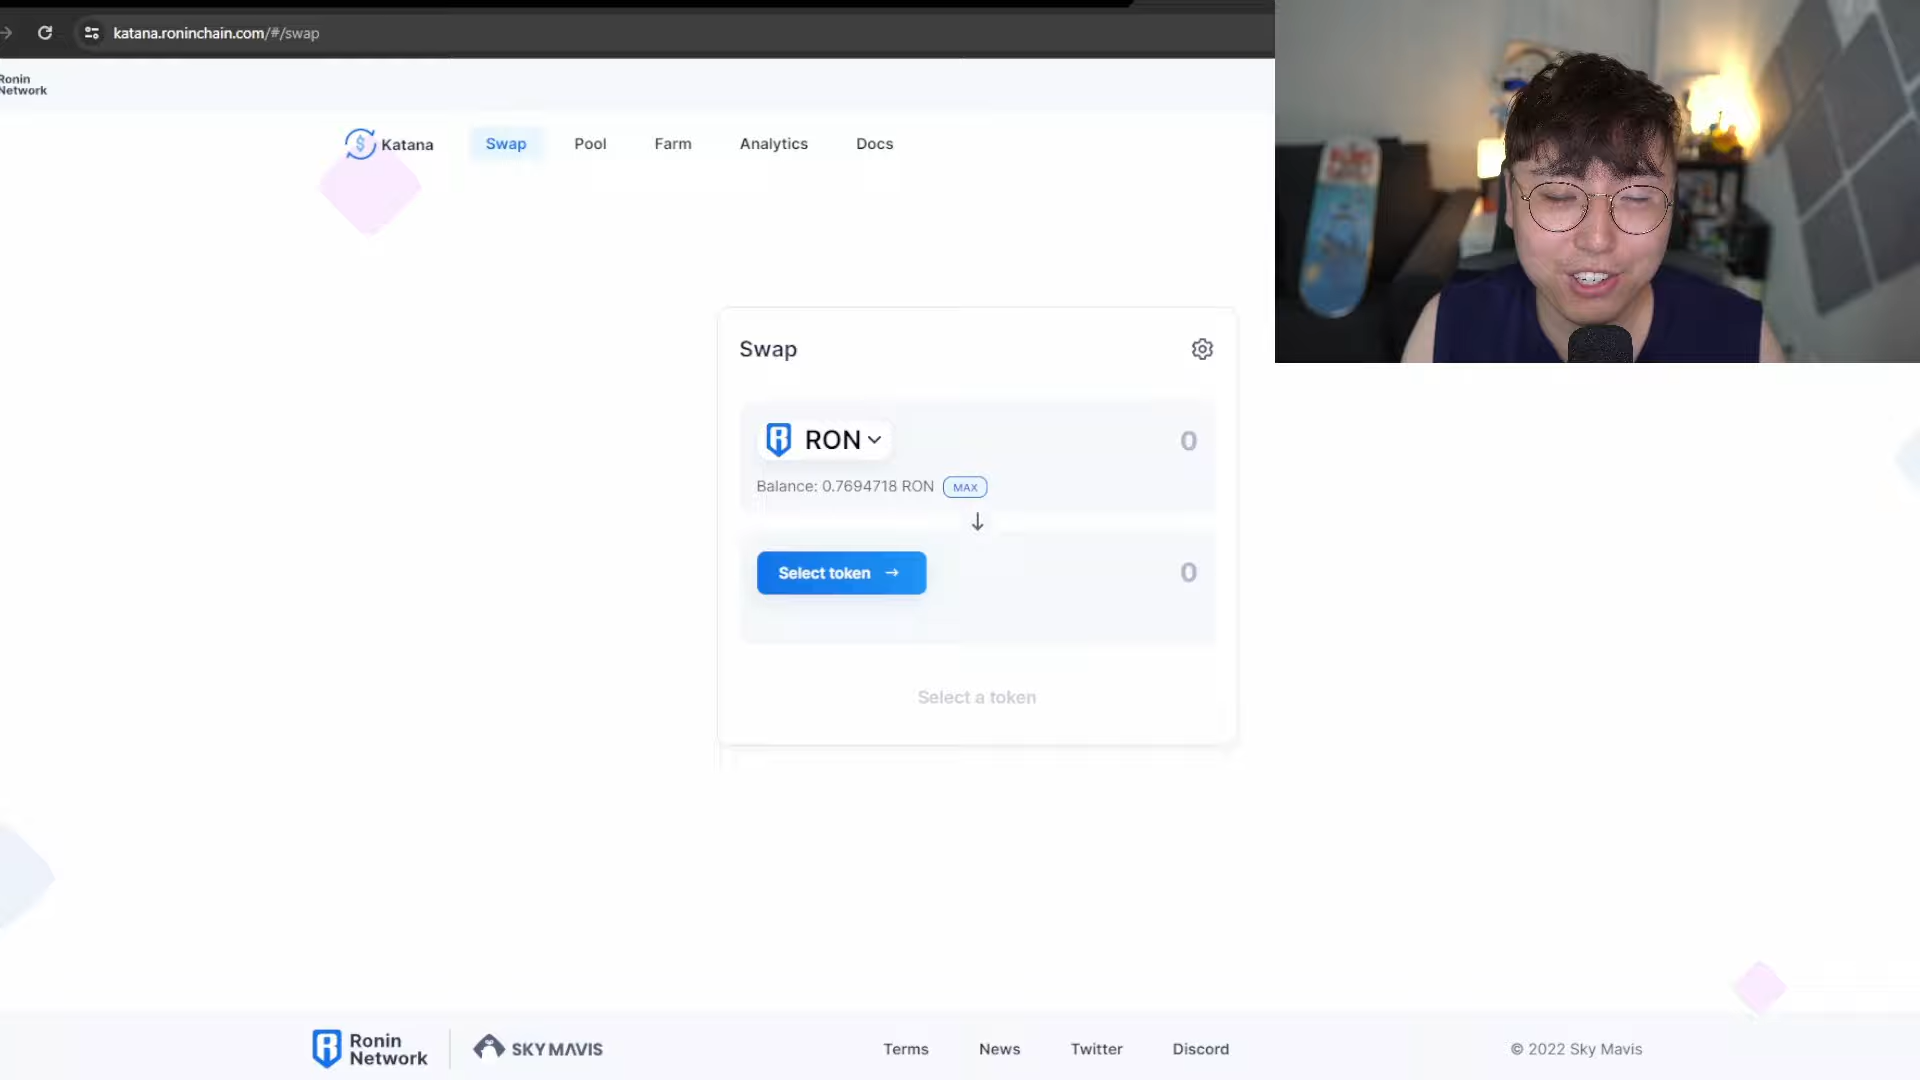 katana.roninchain.com/#/swap
Ronin
Network
Katana
Swap
Pool
Farm
Analytics
Docs
Swap
RON
0
Balance: 0.7694718 RON
MAX
Select token →
0
Select a token
Ronin
Network
SKY MAVIS
Terms
News
Twitter
Discord
© 2022 Sky Mavis